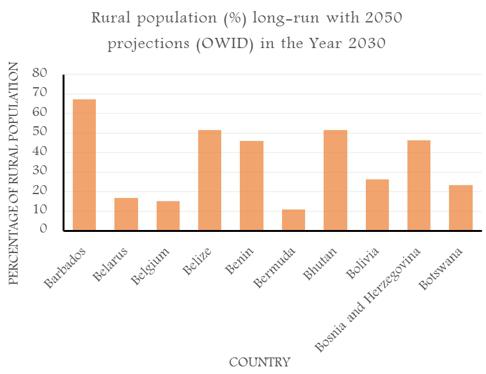 Rural population (%) long-run with 2050
projections (OWID) in the Year 2030
PERCENTAGE OF RURAL POPULATION
80
70
60
50
40
30
20
10
0
Barbados
Belarus
Belgium
Belize
Benin
Bermuda
Bhutan
Bolivia
Bosnia and Herzegovina
Botswana
COUNTRY